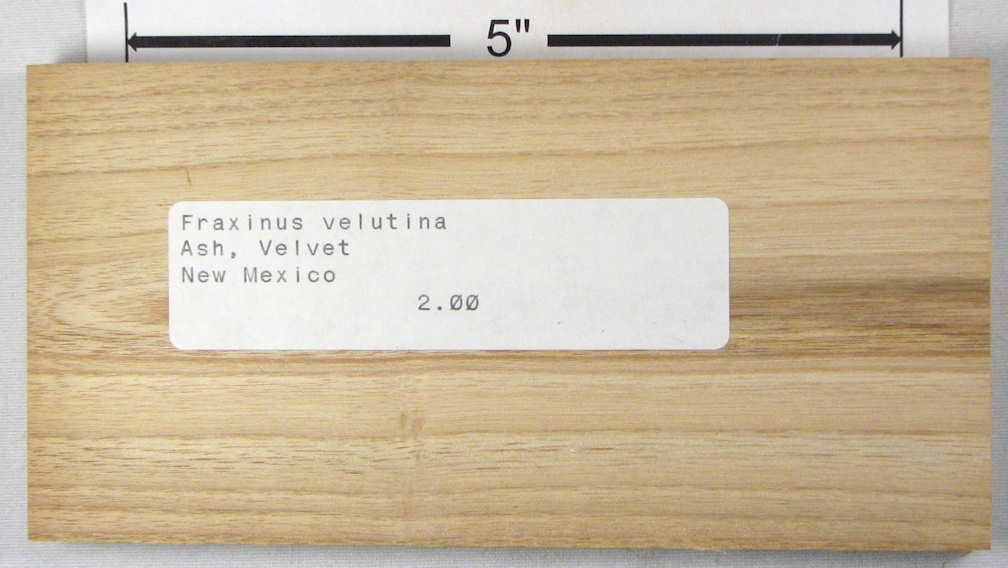 5"
Fraxinus velutina
Ash, Velvet
New Mexico
2.00